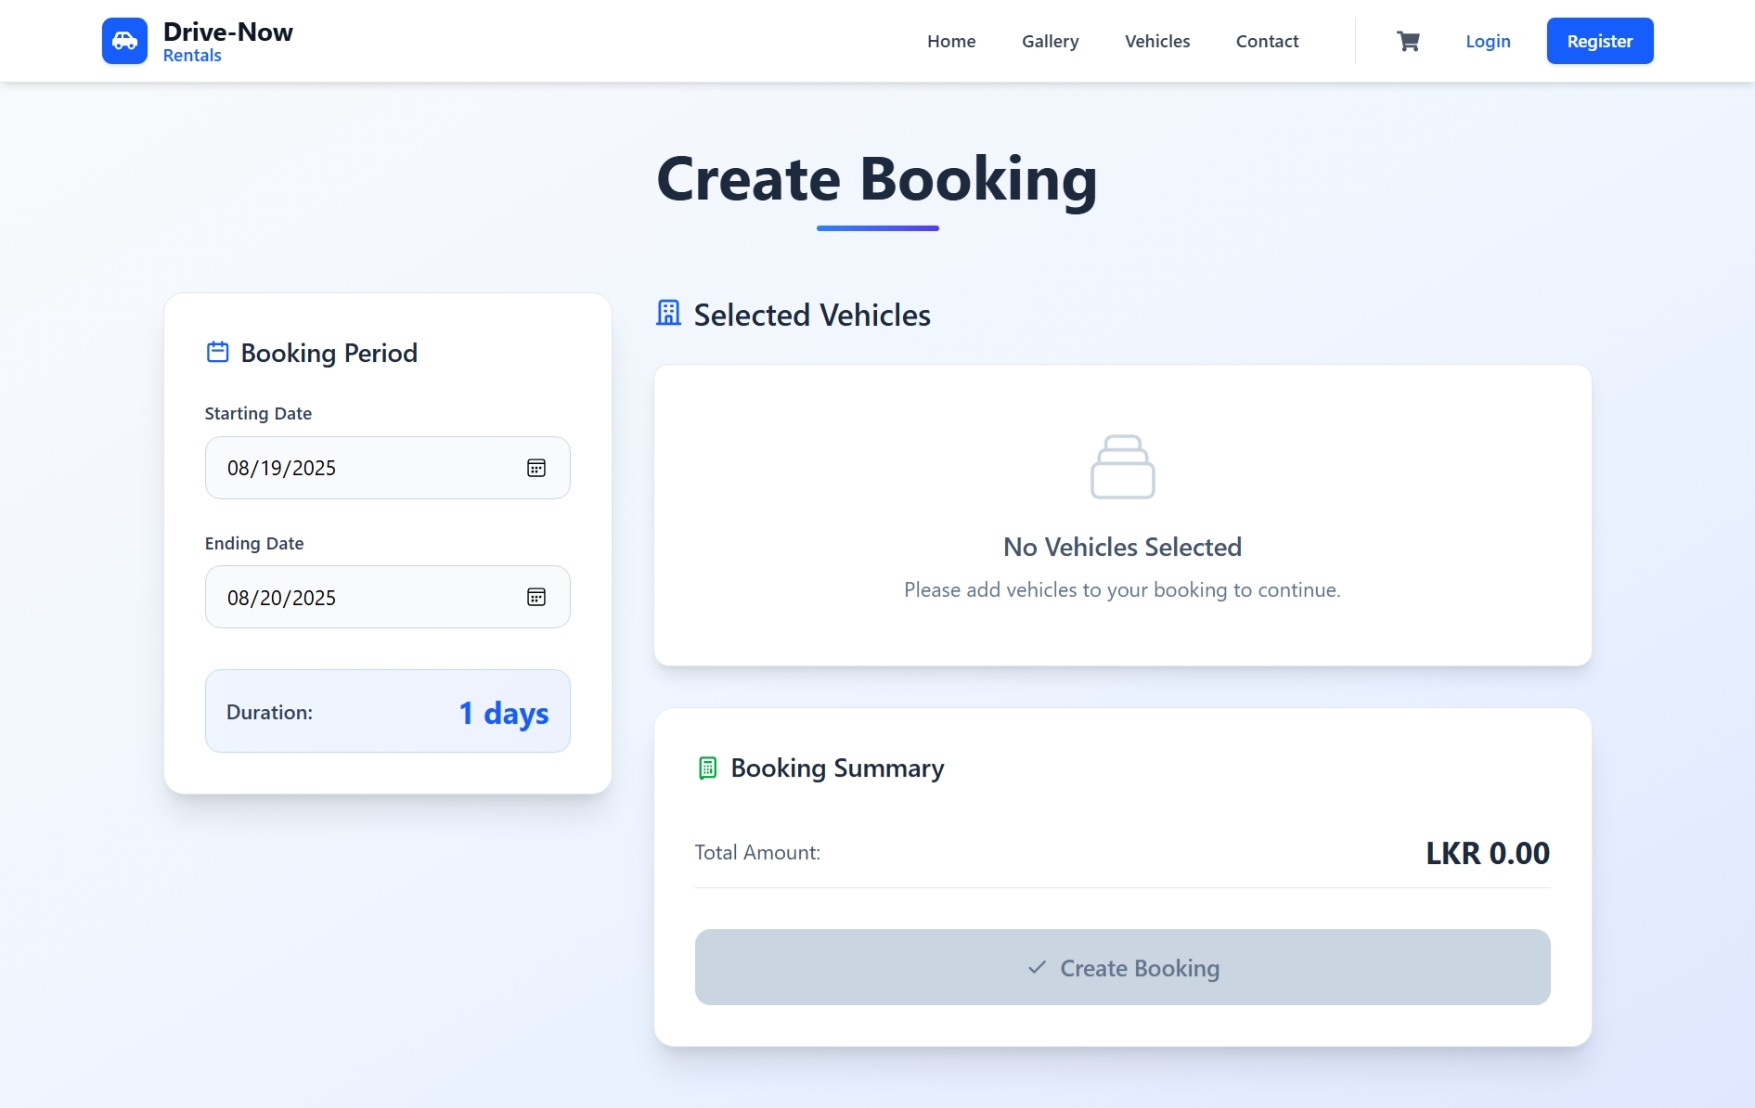 Drive-Now
Rentals
Home
Gallery
Vehicles
Contact
Login
Register
Create Booking
Booking Period
Starting Date
08/19/2025
Ending Date
08/20/2025
Duration:
1 days
Selected Vehicles
No Vehicles Selected
Please add vehicles to your booking to continue.
Booking Summary
Total Amount:
LKR 0.00
Create Booking